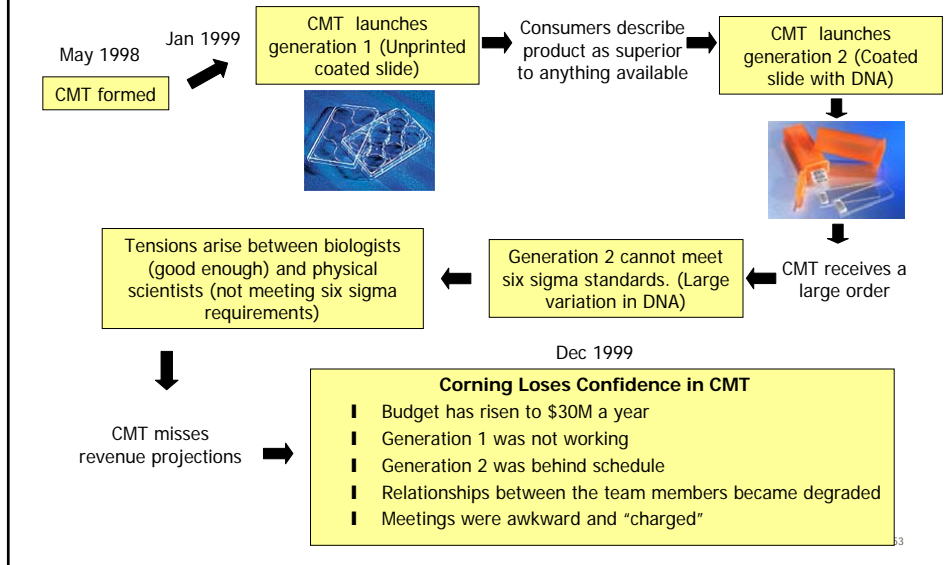 May 1998
CMT formed
Jan 1999
CMT launches
generation 1 (Unprinted
coated slide)
Consumers describe
product as superior
to anything available
CMT launches
generation 2 (Coated
slide with DNA)
CMT receives a
large order
Generation 2 cannot meet
six sigma standards. (Large
variation in DNA)
Tensions arise between biologists
(good enough) and physical
scientists (not meeting six sigma
requirements)
CMT misses
revenue projections
Dec 1999
Corning Loses Confidence in CMT
Budget has risen to $30M a year
Generation 1 was not working
Generation 2 was behind schedule
Relationships between the team members became degraded
Meetings were awkward and “charged”